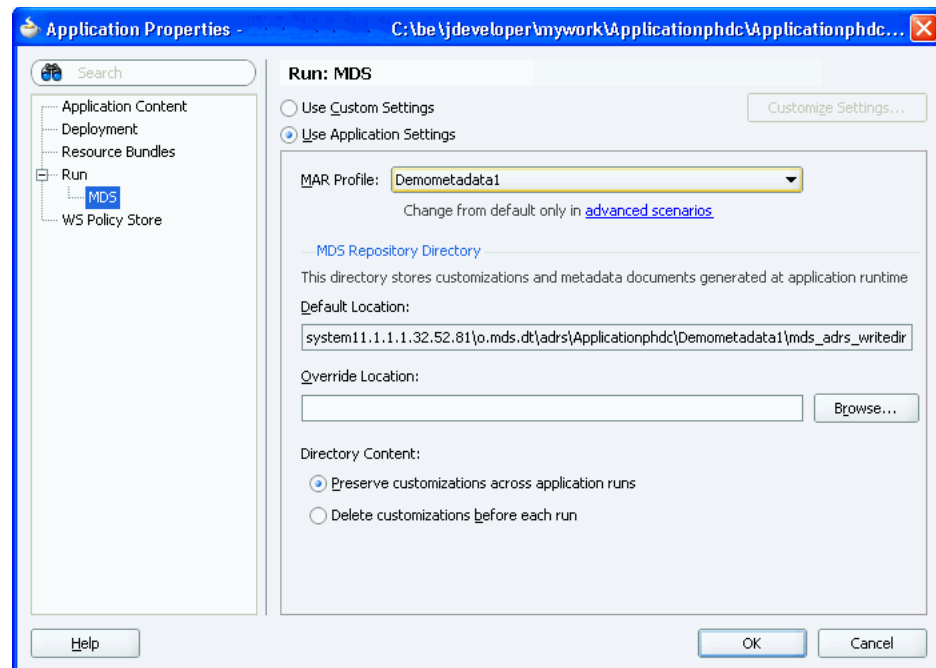 Application Properties - C:\be\jdeveloper\mywork\Applicationphdc\Applicationphdc...
Search
Application Content
Deployment
Resource Bundles
Run
MDS
WS Policy Store
Run: MDS
Use Custom Settings
Customize Settings...
Use Application Settings
MAR Profile: Demometadata1
Change from default only in advanced scenarios
MDS Repository Directory
This directory stores customizations and metadata documents generated at application runtime
Default Location:
system11.1.1.1.32.52.81\o.mds.dt\adrs\Applicationphdc\Demometadata1\mds_adrs_writedir
Override Location:
Browse...
Directory Content:
Preserve customizations across application runs
Delete customizations before each run
Help
OK
Cancel